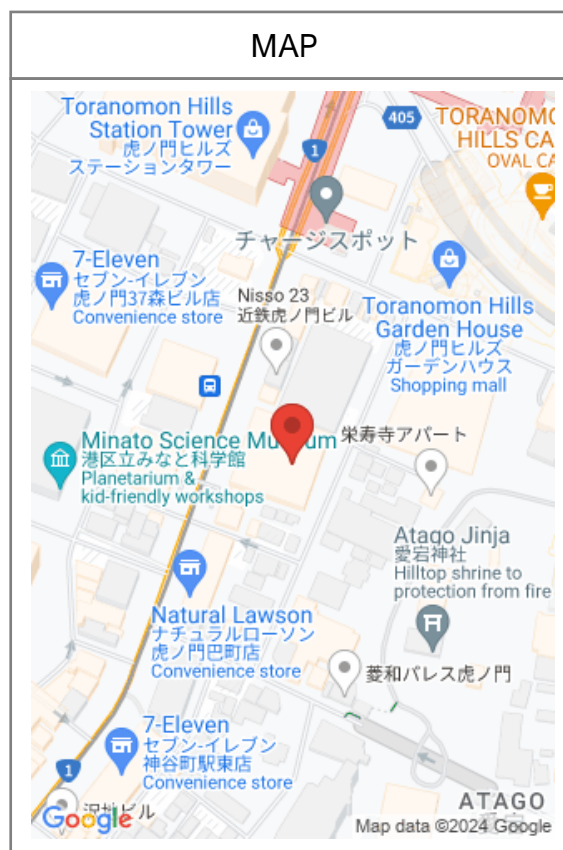 MAP
Toranomon Hills
Station Tower
虎ノ門ヒルズ
ステーションタワー
405
TORANOMO
HILLS CA
OVAL CA
1
チャージスポット
7-Eleven
セブン-イレブン
虎ノ門37森ビル店
Convenience store
Nisso 23
近鉄虎ノ門ビル
Toranomon Hills
Garden House
虎ノ門ヒルズ
ガーデンハウス
Shopping mall
Minato Science Museum
港区立みなと科学館
Planetarium &
kid-friendly workshops
栄寿寺アパート
Atago Jinja
愛宕神社
Hilltop shrine to
protection from fire
Natural Lawson
ナチュラルローソン
虎ノ門巴町店
Convenience store
菱和パレス虎ノ門
7-Eleven
セブン-イレブン
神谷町駅東店
Convenience store
1
ATAGO
愛宕
Google
Map data ©2024 Google